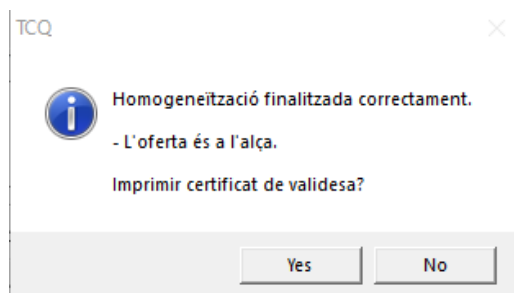 TCQ
Homogeneïtzació finalitzada correctament.
- L'oferta és a l'alça.
Imprimir certificat de validesa?
Yes
No